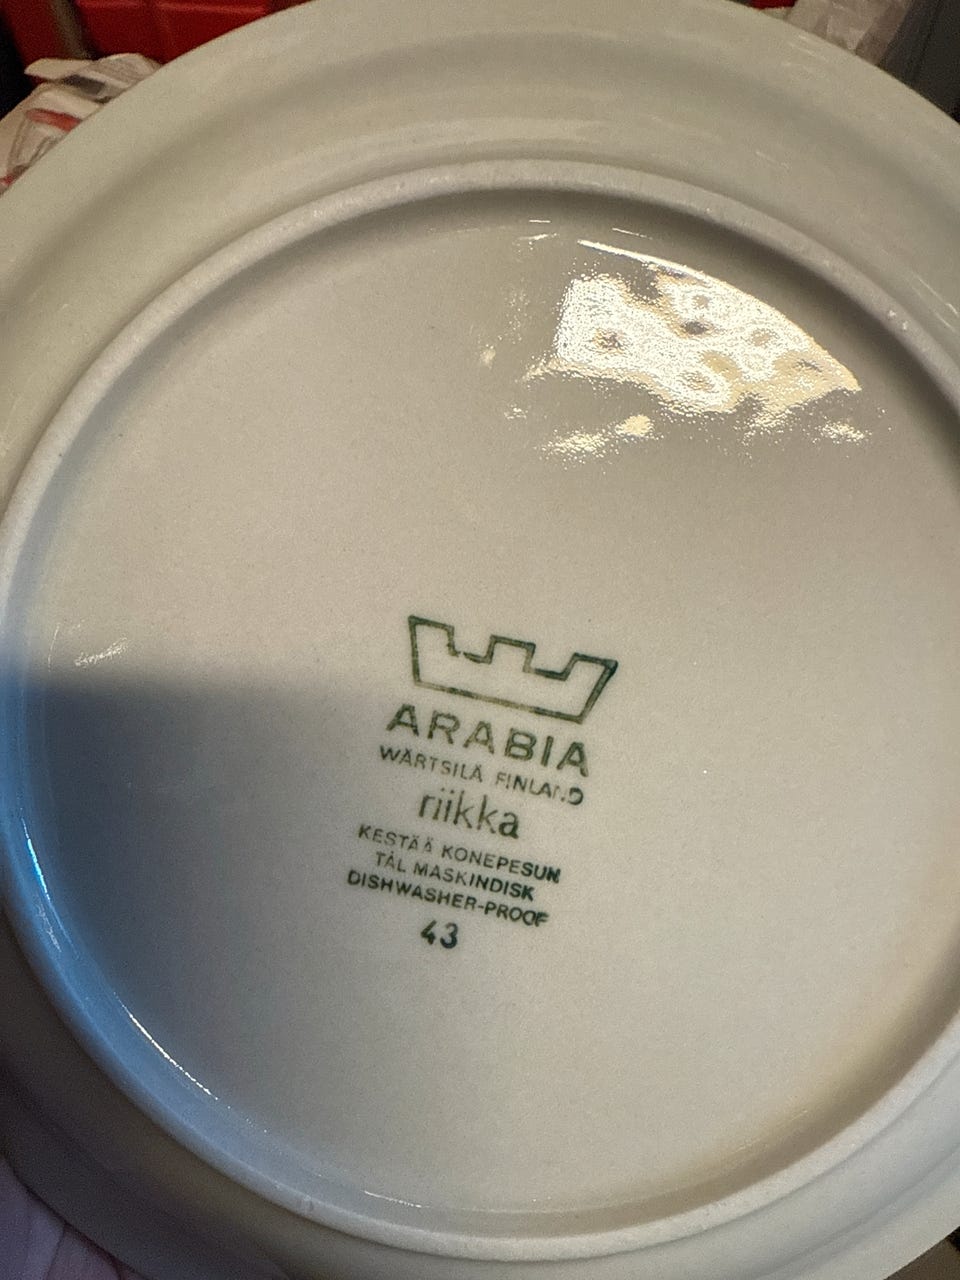 ARABIA
WÄRTSILÄ FINLAND
riikka
KESTÄÄ KONEPESUN
TÅL MASKINDISK
DISHWASHER-PROOF
43